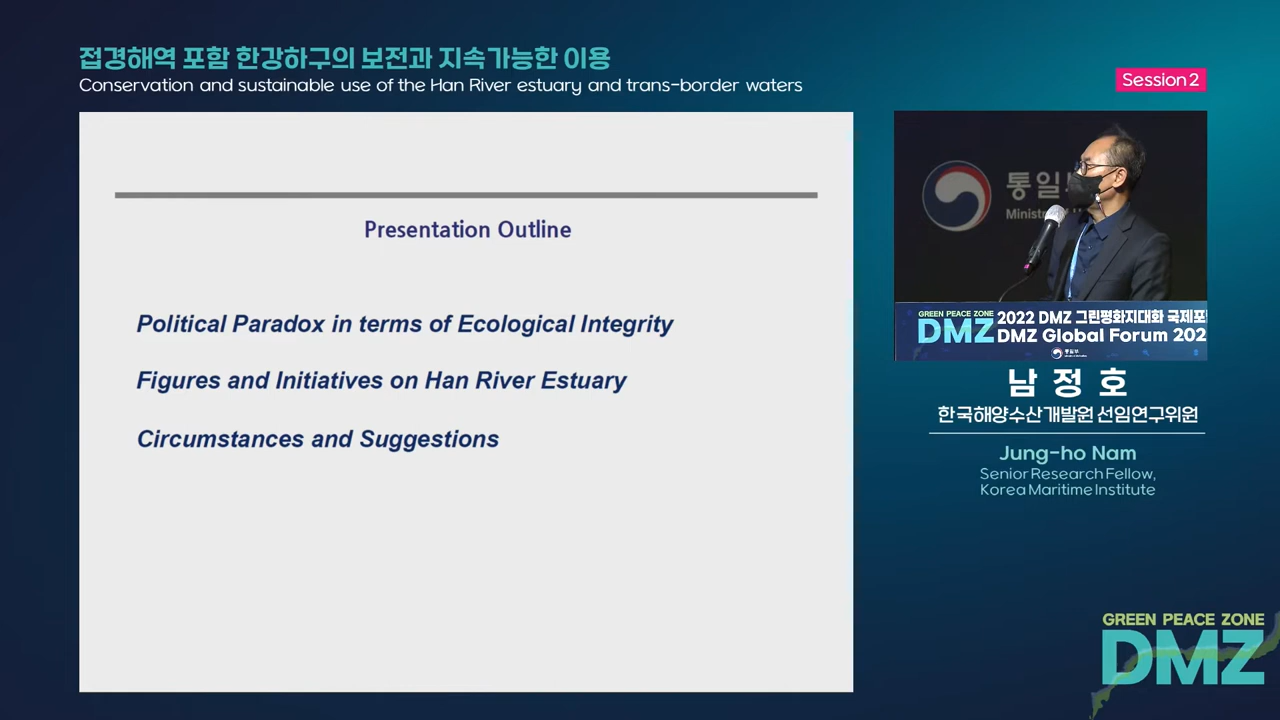 접경해역 포함 한강하구의 보전과 지속가능한 이용
Conservation and sustainable use of the Han River estuary and trans-border waters
Session 2
Presentation Outline
Political Paradox in terms of Ecological Integrity
Figures and Initiatives on Han River Estuary
Circumstances and Suggestions
통일부
GREEN PEACE ZONE
DMZ
2022 DMZ 그린평화지대화 국제포
DMZ Global Forum 202
통일부
남정호
한국해양수산개발원 선임연구위원
Jung-ho Nam
Senior Research Fellow,
Korea Maritime Institute
GREEN PEACE ZONE
DMZ